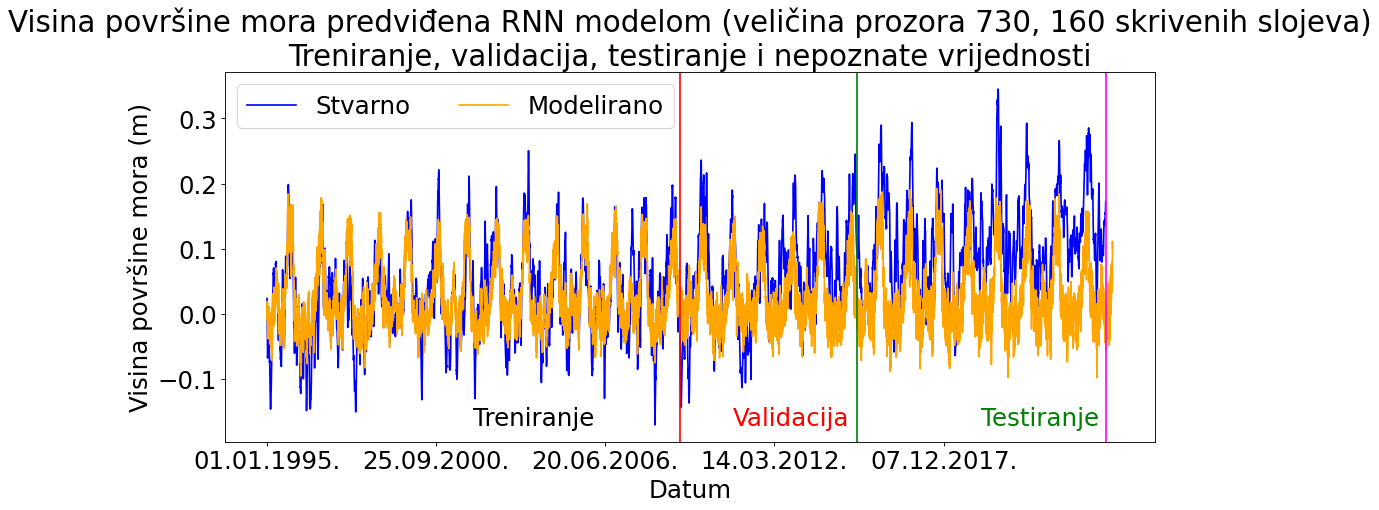 Visina površine mora predviđena RNN modelom (veličina prozora 730, 160 skrivenih slojeva)
Treniranje, validacija, testiranje i nepoznate vrijednosti
Stvarno
Modelirano
Visina površine mora (m)
0.3
0.2
0.1
0.0
−0.1
Treniranje
Validacija
Testiranje
01.01.1995.
25.09.2000.
20.06.2006.
14.03.2012.
07.12.2017.
Datum